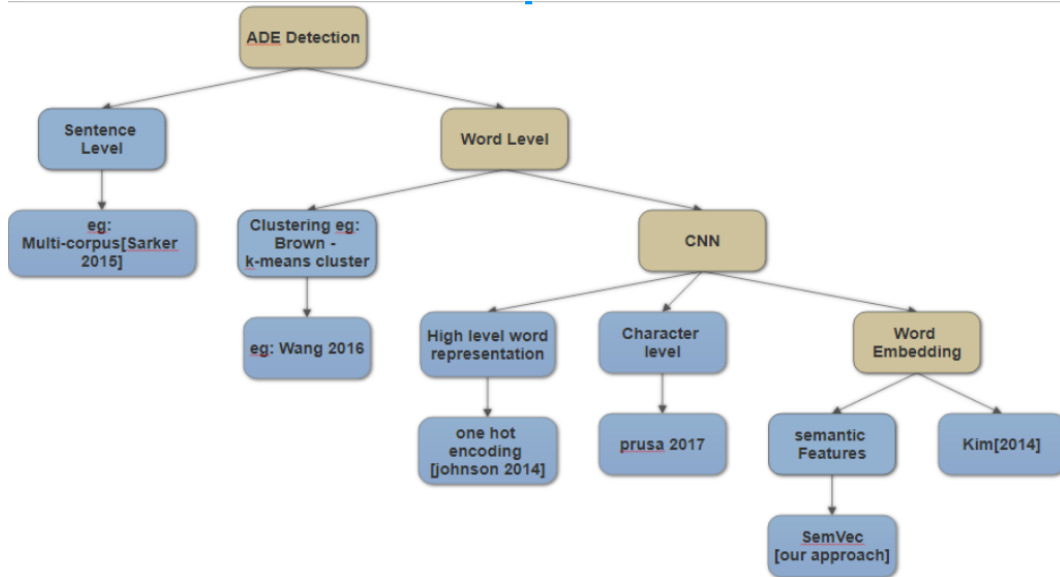 ADE Detection
Sentence
Level
Word Level
eg:
Multi-corpus[Sarker
2015]
Clustering eg:
Brown -
k-means cluster
CNN
eg: Wang 2016
High level word
representation
Character
level
Word
Embedding
one hot
encoding
[johnson 2014]
prusa 2017
semantic
Features
Kim[2014]
SemVec
[our approach]